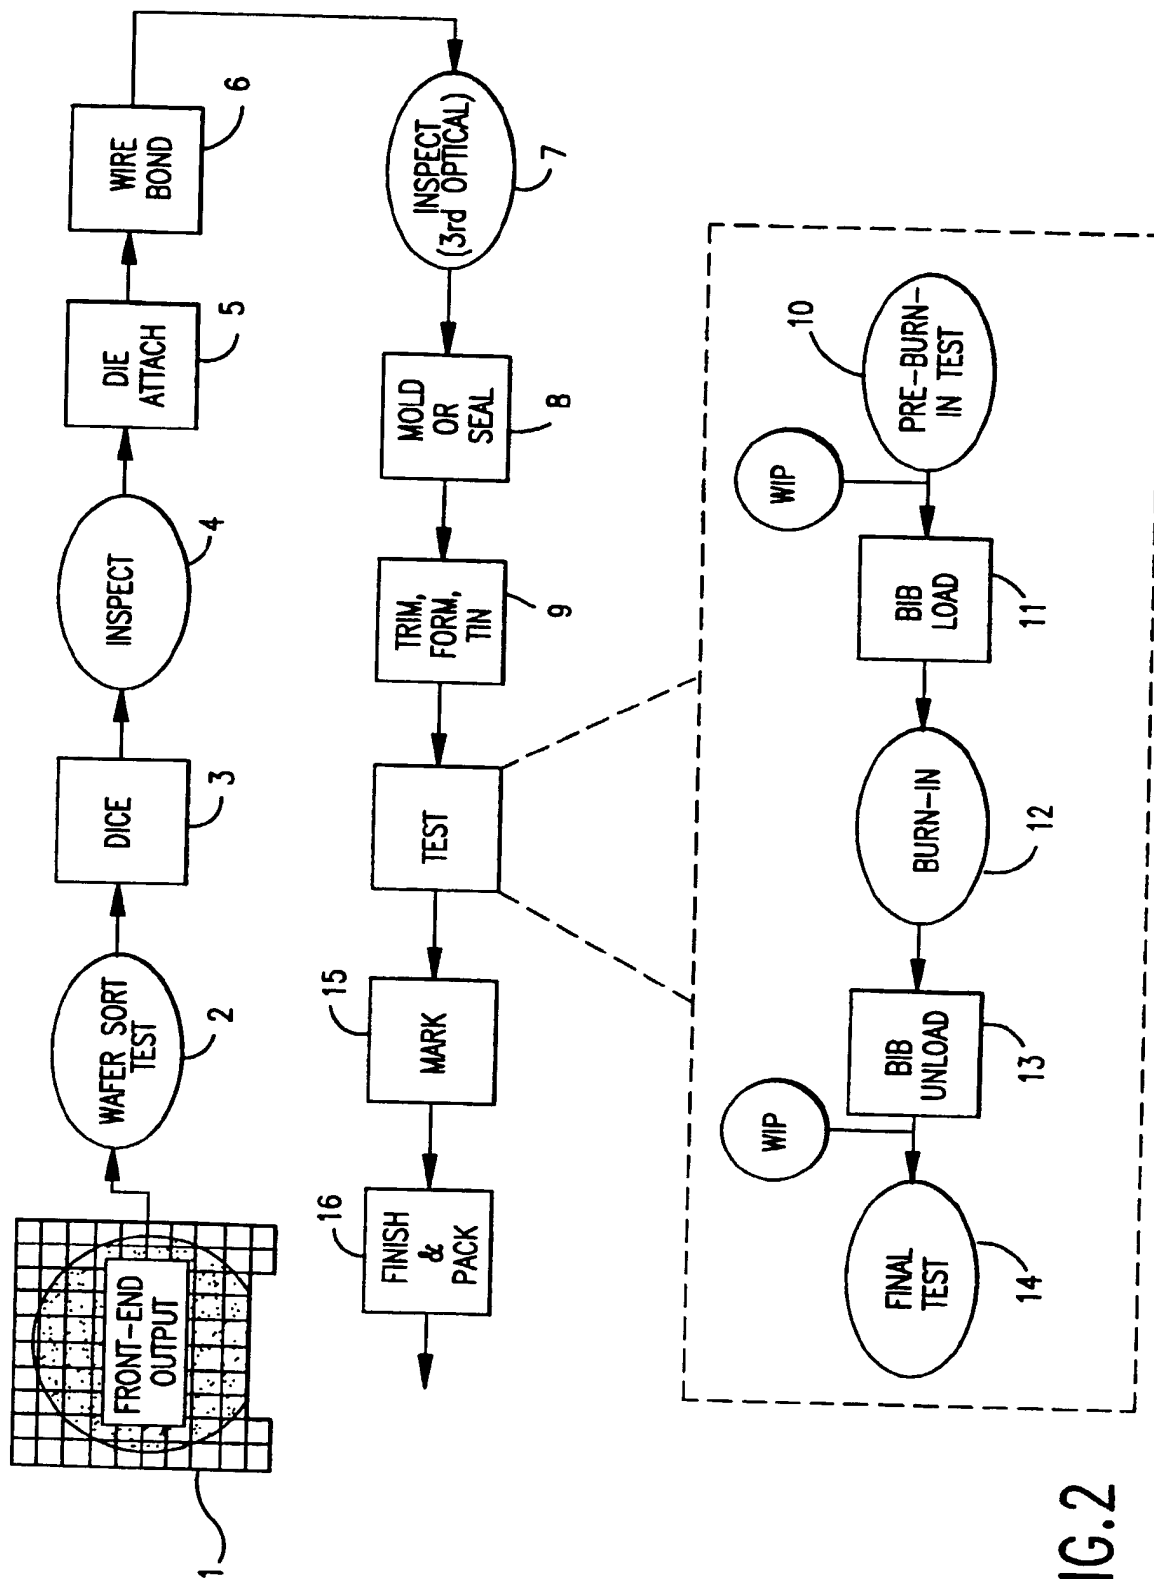 FRONT-END
OUTPUT
1
WAFER SORT
TEST
2
DICE
3
INSPECT
4
DIE
ATTACH
5
WIRE
BOND
6
INSPECT
(3rd OPTICAL)
7
MOLD
OR
SEAL
8
TRIM,
FORM,
TIN
9
TEST
MARK
15
FINISH
&
PACK
16
PRE-BURN-
IN TEST
10
WIP
BIB
LOAD
11
BURN-IN
12
BIB
UNLOAD
13
WIP
FINAL
TEST
14
IG.2